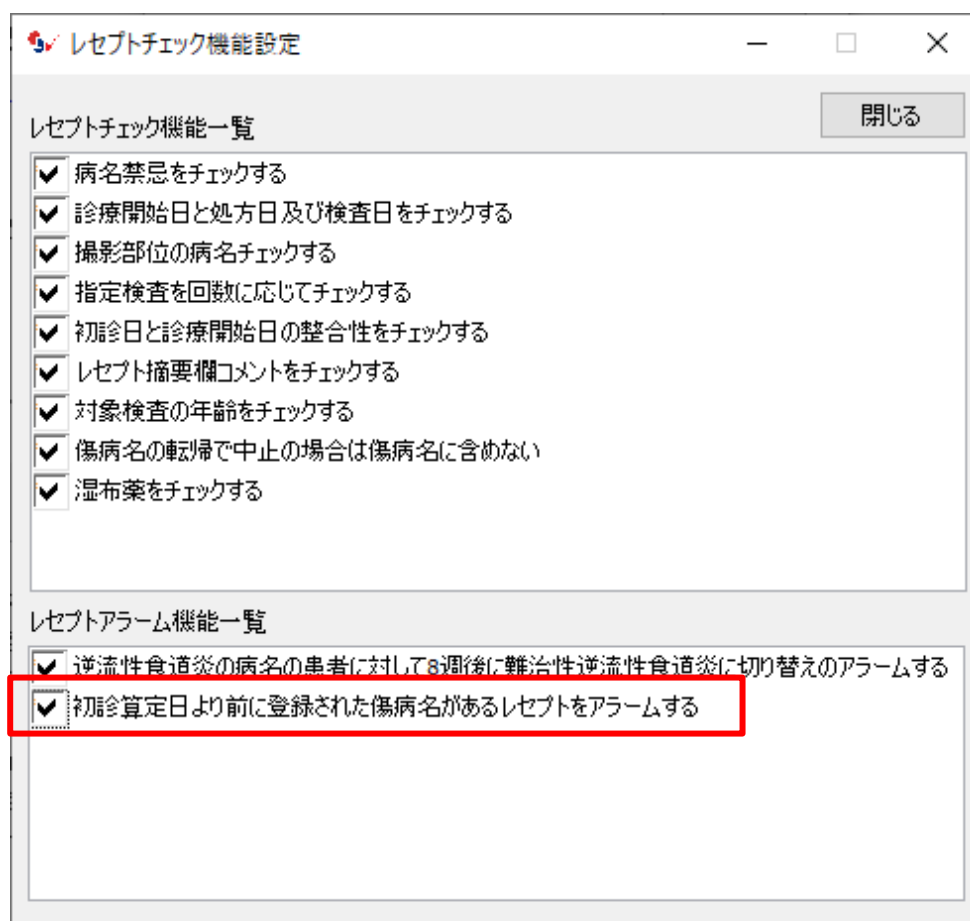 レセプトチェック機能設定
閉じる
レセプトチェック機能一覧
病名禁忌をチェックする
診療開始日と処方日及び検査日をチェックする
撮影部位の病名チェックする
指定検査を回数に応じてチェックする
初診日と診療開始日の整合性をチェックする
レセプト摘要欄コメントをチェックする
対象検査の年齢をチェックする
傷病名の転帰で中止の場合は傷病名に含めない
湿布薬をチェックする
レセプトアラーム機能一覧
逆流性食道炎の病名の患者に対して8週後に難治性逆流性食道炎に切り替えのアラームする
初診算定日より前に登録された傷病名があるレセプトをアラームする